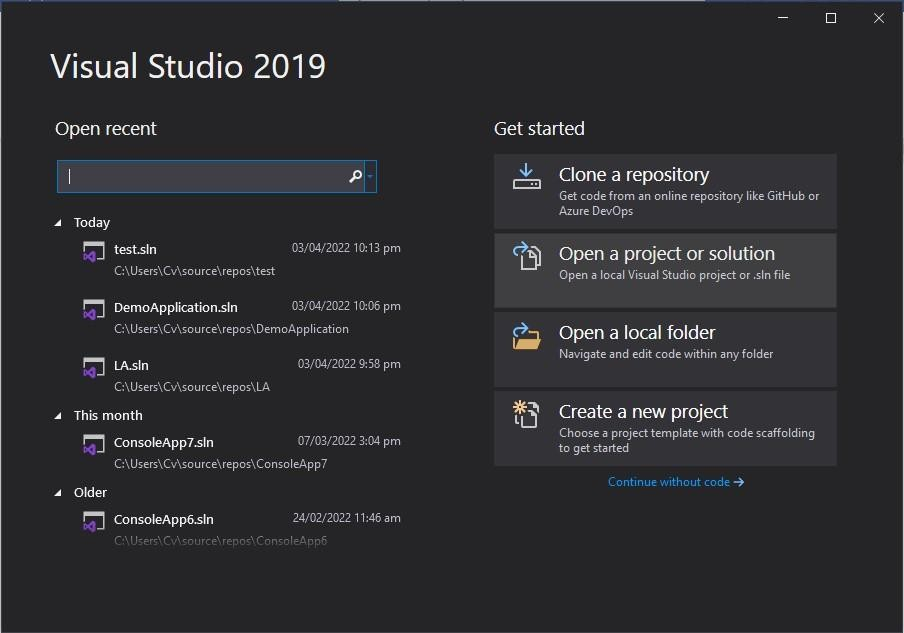 Visual Studio 2019
Open recent
Today
test.sln 03/04/2022 10:13 pm
C:\Users\Cv\source\repos\test
DemoApplication.sln 03/04/2022 10:06 pm
C:\Users\Cv\source\repos\DemoApplication
LA.sln 03/04/2022 9:58 pm
C:\Users\Cv\source\repos\LA
This month
ConsoleApp7.sln 07/03/2022 3:04 pm
C:\Users\Cv\source\repos\ConsoleApp7
Older
ConsoleApp6.sln 24/02/2022 11:46 am
C:\Users\Cv\source\repos\ConsoleApp6
Get started
Clone a repository
Get code from an online repository like GitHub or
Azure DevOps
Open a project or solution
Open a local Visual Studio project or .sln file
Open a local folder
Navigate and edit code within any folder
Create a new project
Choose a project template with code scaffolding
to get started
Continue without code →